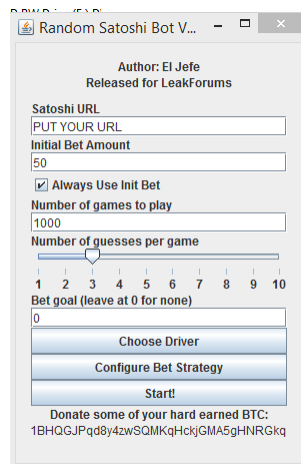 Random Satoshi Bot V...
Author: El Jefe
Released for LeakForums
Satoshi URL
PUT YOUR URL
Initial Bet Amount
50
Always Use Init Bet
Number of games to play
1000
Number of guesses per game
1 2 3 4 5 6 7 8 9 10
Bet goal (leave at 0 for none)
0
Choose Driver
Configure Bet Strategy
Start!
Donate some of your hard earned BTC:
1BHQGJPqd8y4zwSQMKqHckjGMA5gHNRGkq